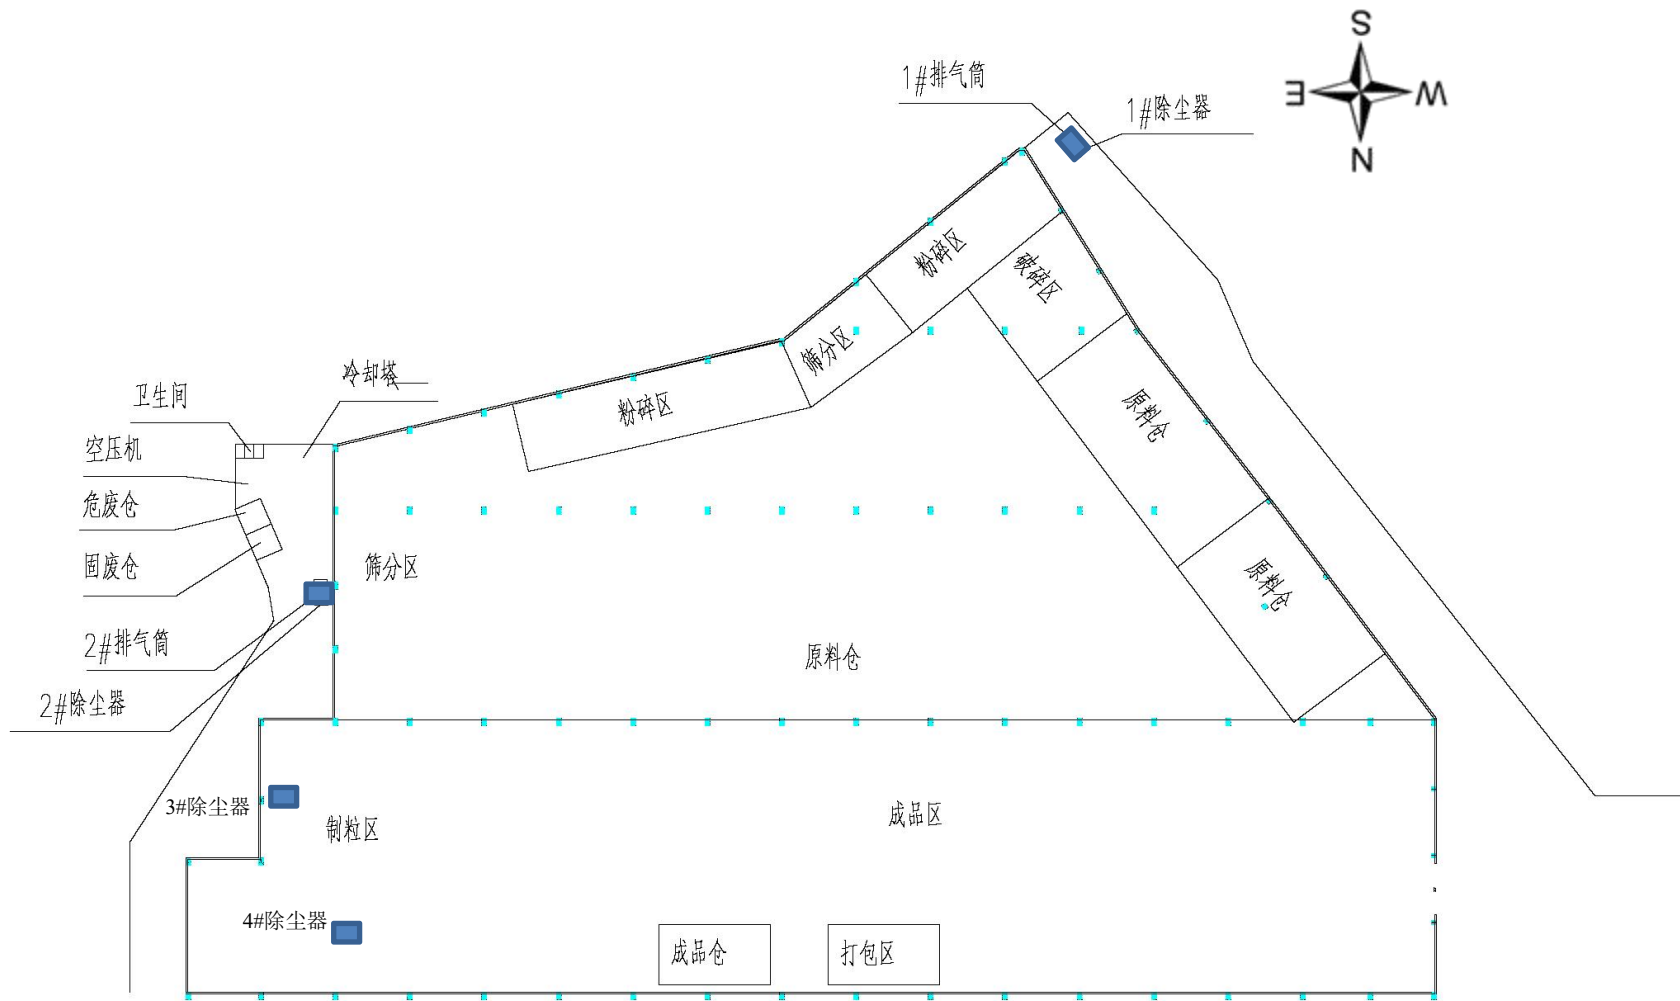 S
E
W
N
1#排气筒
1#除尘器
粉碎区
破碎区
筛分区
冷却塔
卫生间
粉碎区
原料仓
空压机
危废仓
固废仓
筛分区
原料仓
2#排气筒
原料仓
2#除尘器
3#除尘器
制粒区
成品区
4#除尘器
成品仓
打包区